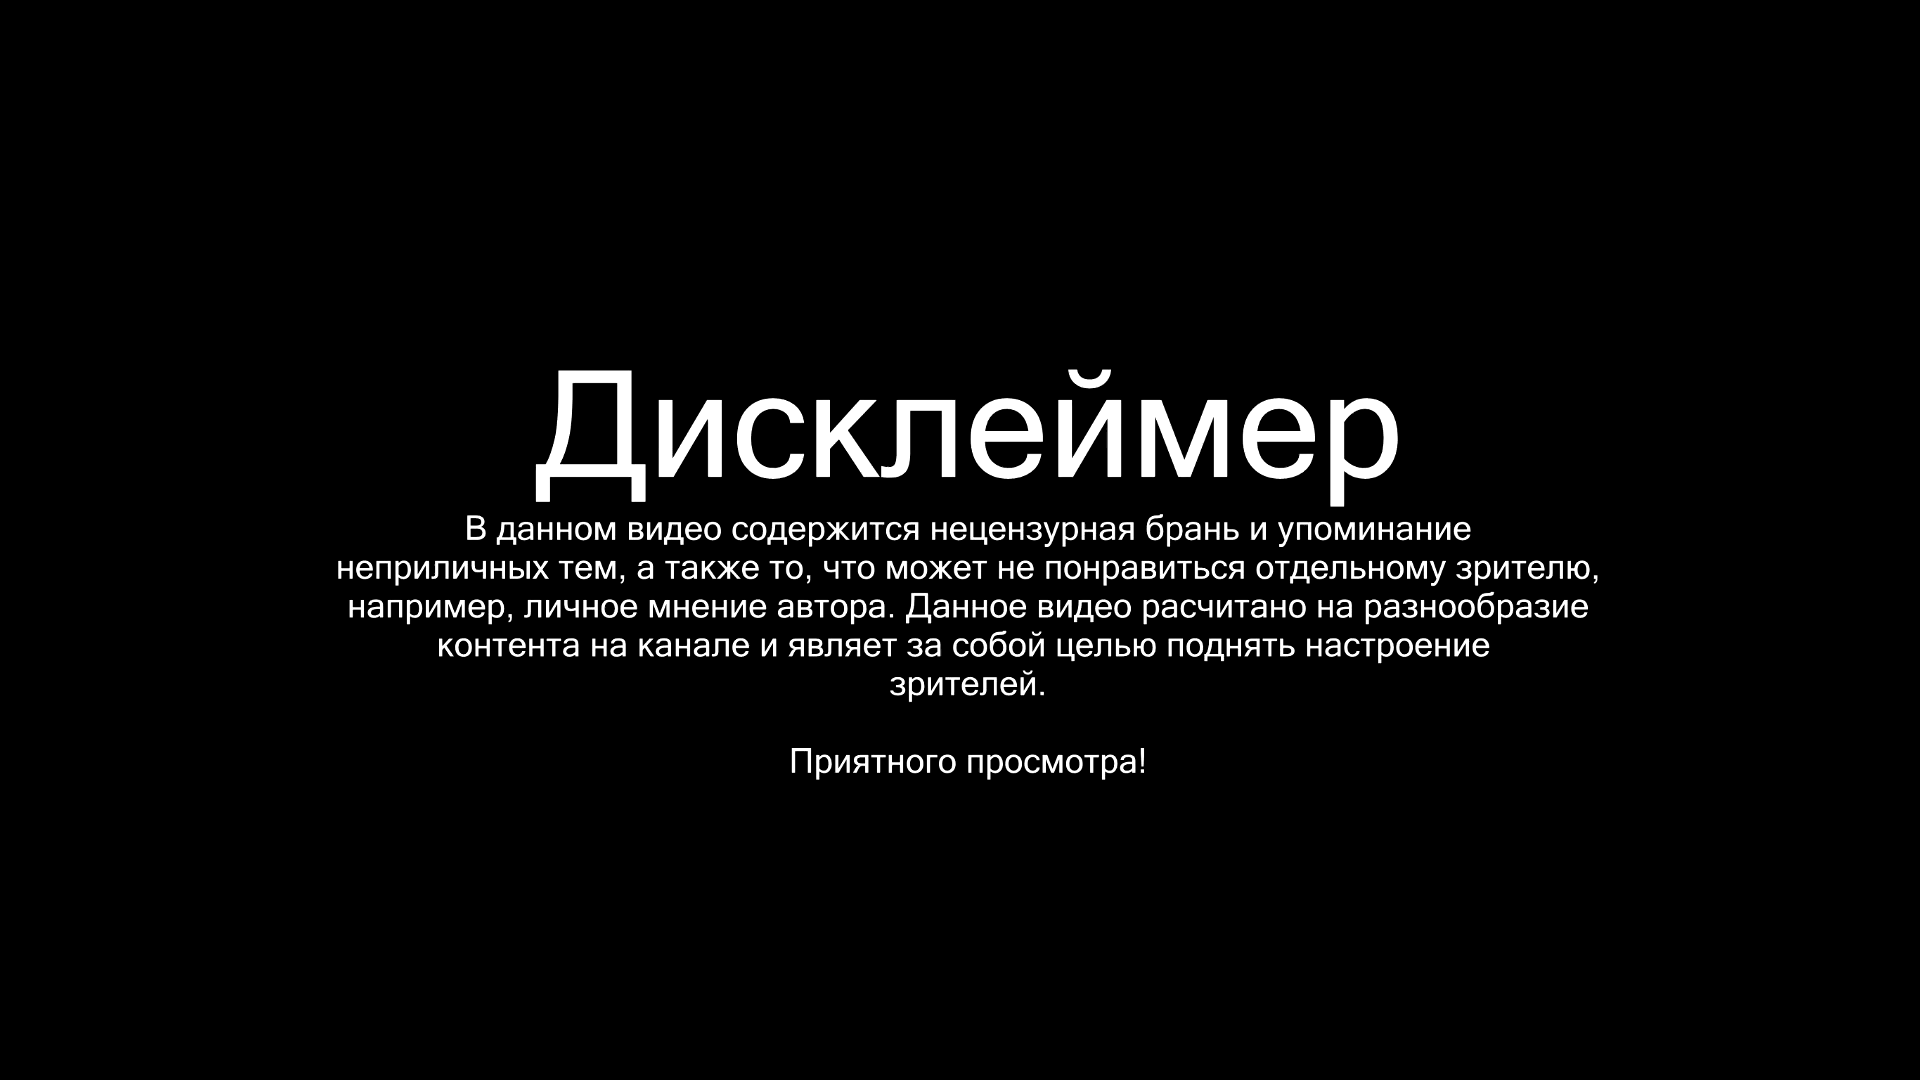 Дисклеймер
В данном видео содержится нецензурная брань и упоминание
неприличных тем, а также то, что может не понравиться отдельному зрителю,
например, личное мнение автора. Данное видео расчитано на разнообразие
контента на канале и являет за собой целью поднять настроение
зрителей.
Приятного просмотра!